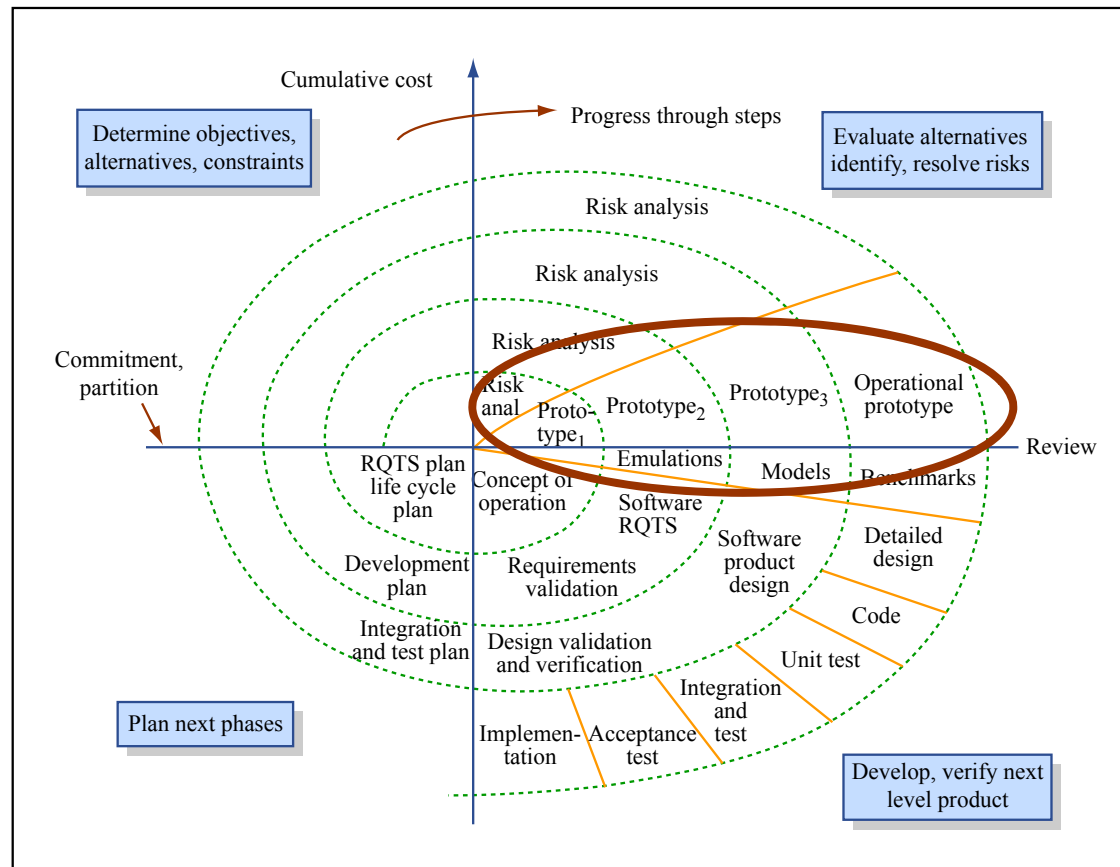 Cumulative cost
Progress through steps
Determine objectives,
alternatives, constraints
Evaluate alternatives
identify, resolve risks
Risk analysis
Risk analysis
Risk analysis
Risk
anal
Proto-
type1
Prototype2
Prototype3
Operational
prototype
Commitment,
partition
Review
Emulations
Models
Benchmarks
RQTS plan
life cycle
plan
Concept of
operation
Software
RQTS
Software
product
design
Detailed
design
Development
plan
Requirements
validation
Code
Integration
and test plan
Design validation
and verification
Unit test
Integration
and
test
Implemen-
tation
Acceptance
test
Plan next phases
Develop, verify next
level product